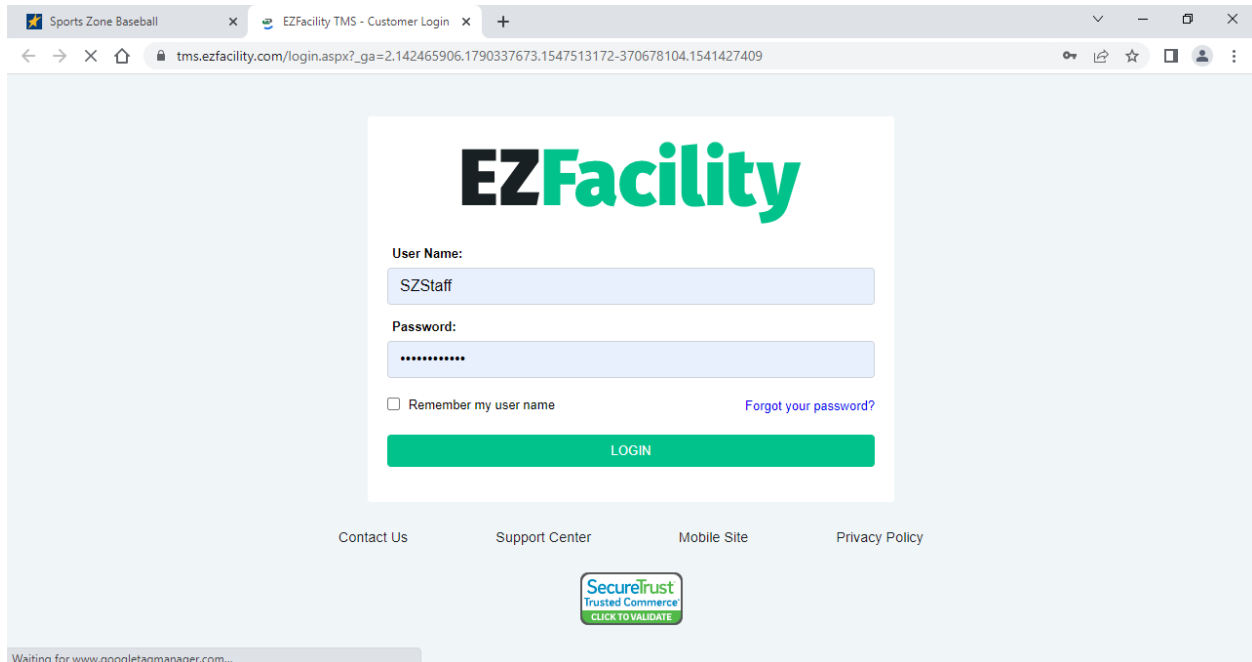 Sports Zone Baseball
EZFacility TMS - Customer Login
tms.ezfacility.com/login.aspx?_ga=2.142465906.1790337673.1547513172-370678104.1541427409
EZFacility
User Name:
SZStaff
Password:
••••••••••••
Remember my user name
Forgot your password?
LOGIN
Contact Us
Support Center
Mobile Site
Privacy Policy
SecureTrust
Trusted Commerce
CLICK TO VALIDATE
Waiting for www.googletagmanager.com...